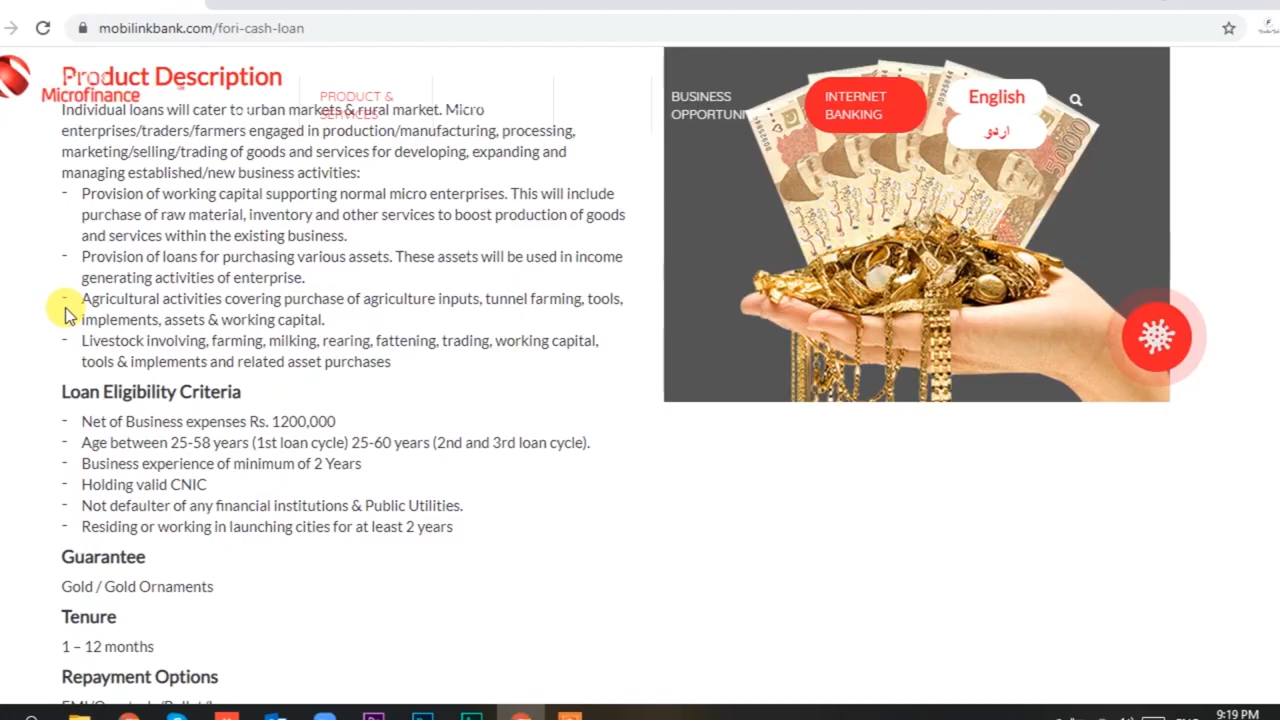 mobilinkbank.com/fori-cash-loan
Product Description
Microfinance
PRODUCT &
SERVICES
BUSINESS
INTERNET
BANKING
English
اردو
Individual loans will cater to urban markets & rural market. Micro
enterprises/traders/farmers engaged in production/manufacturing, processing,
marketing/selling/trading of goods and services for developing, expanding and
managing established/new business activities:
- Provision of working capital supporting normal micro enterprises. This will include
purchase of raw material, inventory and other services to boost production of goods
and services within the existing business.
- Provision of loans for purchasing various assets. These assets will be used in income
generating activities of enterprise.
- Agricultural activities covering purchase of agriculture inputs, tunnel farming, tools,
implements, assets & working capital.
- Livestock involving, farming, milking, rearing, fattening, trading, working capital,
tools & implements and related asset purchases
Loan Eligibility Criteria
- Net of Business expenses Rs. 1200,000
- Age between 25-58 years (1st loan cycle) 25-60 years (2nd and 3rd loan cycle).
- Business experience of minimum of 2 Years
- Holding valid CNIC
- Not defaulter of any financial institutions & Public Utilities.
- Residing or working in launching cities for at least 2 years
Guarantee
Gold / Gold Ornaments
Tenure
1 – 12 months
Repayment Options
5000
9:19 PM